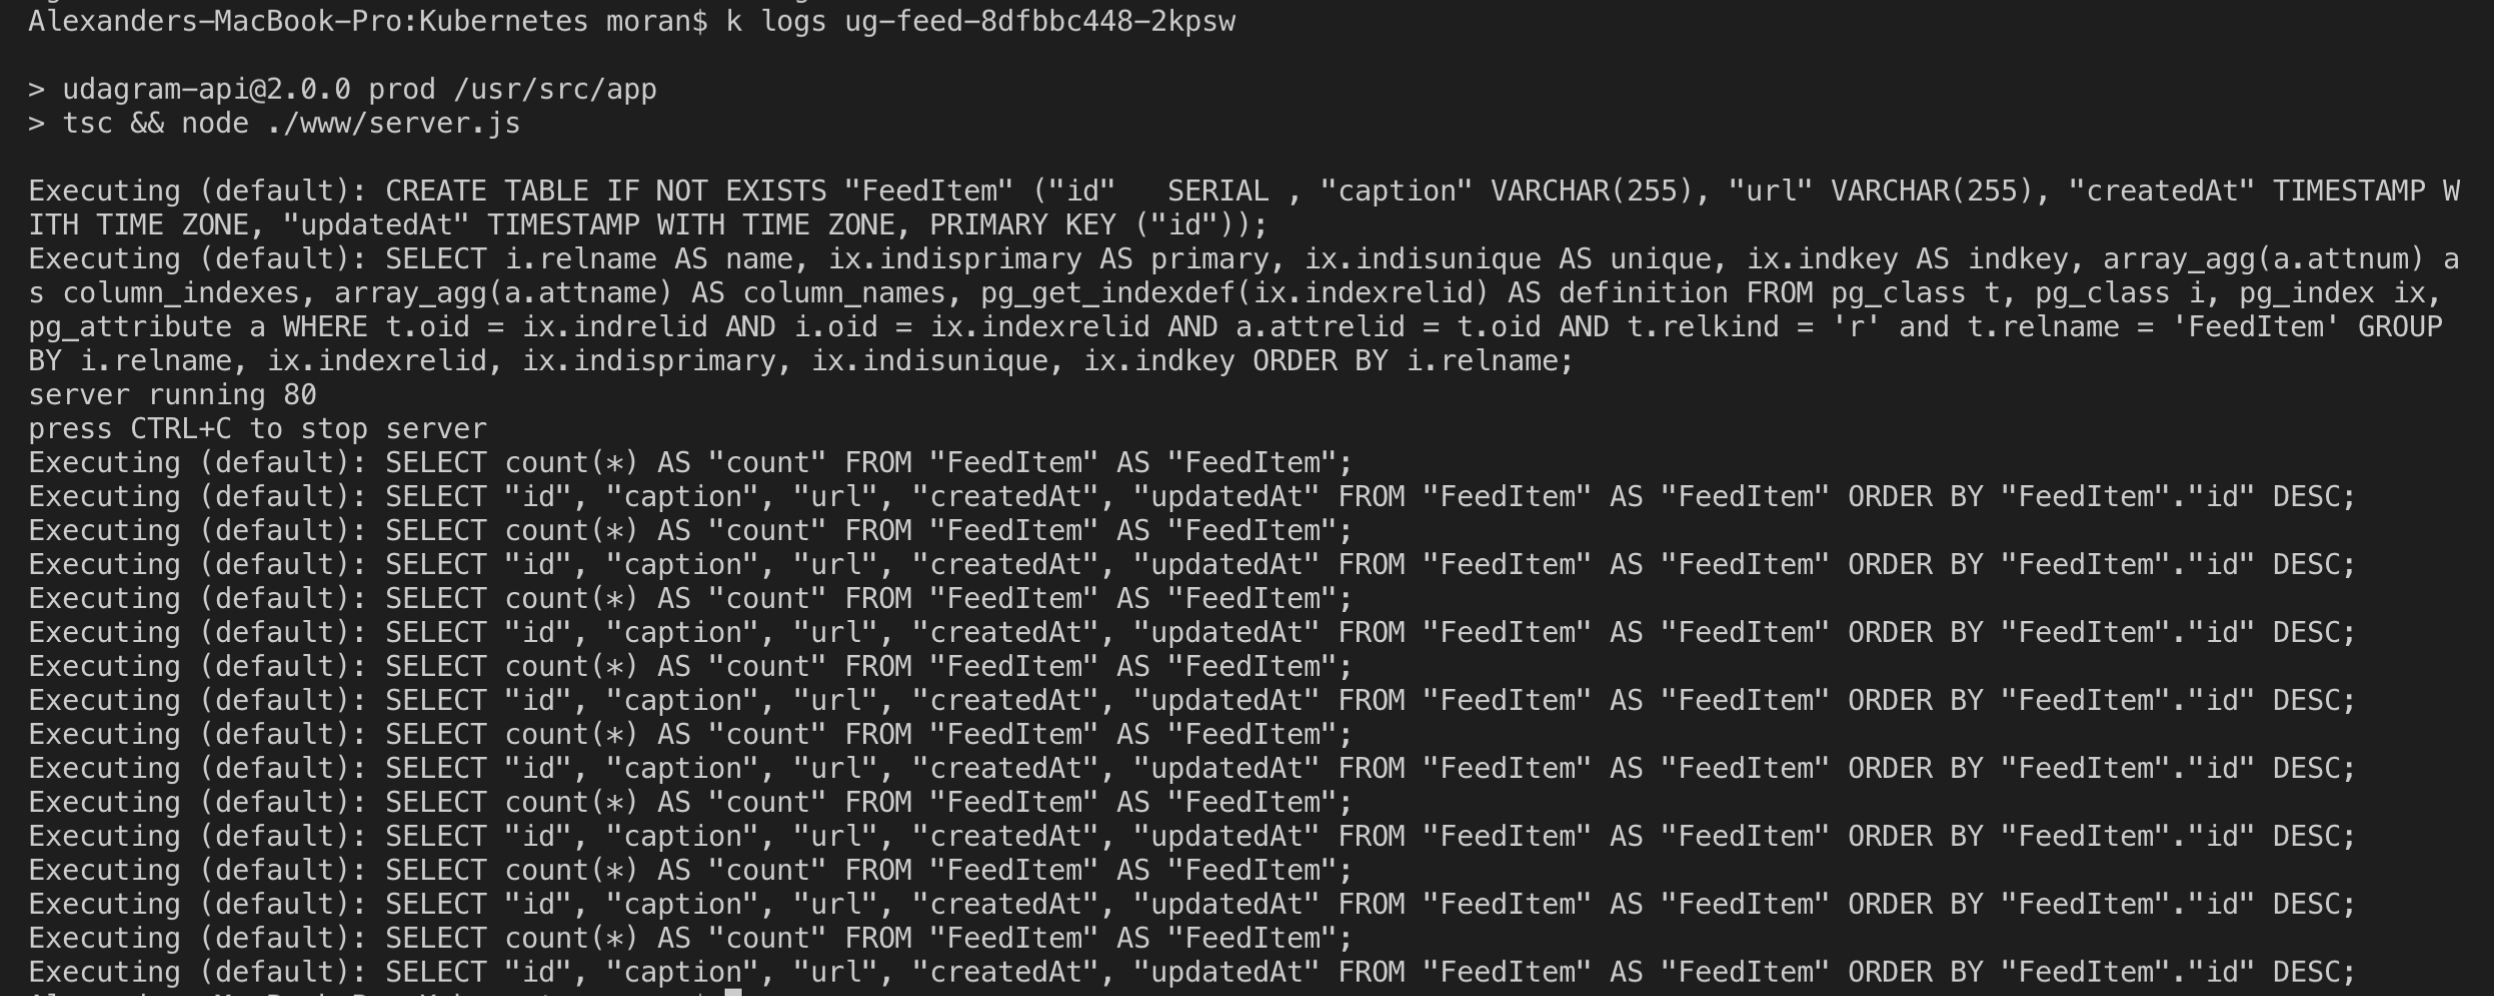 Alexanders-MacBook-Pro:Kubernetes moran$ k logs ug-feed-8dfbbc448-2kpsw
> udagram-api@2.0.0 prod /usr/src/app
> tsc && node ./www/server.js
Executing (default): CREATE TABLE IF NOT EXISTS "FeedItem" ("id"   SERIAL , "caption" VARCHAR(255), "url" VARCHAR(255), "createdAt" TIMESTAMP W
ITH TIME ZONE, "updatedAt" TIMESTAMP WITH TIME ZONE, PRIMARY KEY ("id"));
Executing (default): SELECT i.relname AS name, ix.indisprimary AS primary, ix.indisunique AS unique, ix.indkey AS indkey, array_agg(a.attnum) a
s column_indexes, array_agg(a.attname) AS column_names, pg_get_indexdef(ix.indexrelid) AS definition FROM pg_class t, pg_class i, pg_index ix,
pg_attribute a WHERE t.oid = ix.indrelid AND i.oid = ix.indexrelid AND a.attrelid = t.oid AND t.relkind = 'r' and t.relname = 'FeedItem' GROUP
BY i.relname, ix.indexrelid, ix.indisprimary, ix.indisunique, ix.indkey ORDER BY i.relname;
server running 80
press CTRL+C to stop server
Executing (default): SELECT count(*) AS "count" FROM "FeedItem" AS "FeedItem";
Executing (default): SELECT "id", "caption", "url", "createdAt", "updatedAt" FROM "FeedItem" AS "FeedItem" ORDER BY "FeedItem"."id" DESC;
Executing (default): SELECT count(*) AS "count" FROM "FeedItem" AS "FeedItem";
Executing (default): SELECT "id", "caption", "url", "createdAt", "updatedAt" FROM "FeedItem" AS "FeedItem" ORDER BY "FeedItem"."id" DESC;
Executing (default): SELECT count(*) AS "count" FROM "FeedItem" AS "FeedItem";
Executing (default): SELECT "id", "caption", "url", "createdAt", "updatedAt" FROM "FeedItem" AS "FeedItem" ORDER BY "FeedItem"."id" DESC;
Executing (default): SELECT count(*) AS "count" FROM "FeedItem" AS "FeedItem";
Executing (default): SELECT "id", "caption", "url", "createdAt", "updatedAt" FROM "FeedItem" AS "FeedItem" ORDER BY "FeedItem"."id" DESC;
Executing (default): SELECT count(*) AS "count" FROM "FeedItem" AS "FeedItem";
Executing (default): SELECT "id", "caption", "url", "createdAt", "updatedAt" FROM "FeedItem" AS "FeedItem" ORDER BY "FeedItem"."id" DESC;
Executing (default): SELECT count(*) AS "count" FROM "FeedItem" AS "FeedItem";
Executing (default): SELECT "id", "caption", "url", "createdAt", "updatedAt" FROM "FeedItem" AS "FeedItem" ORDER BY "FeedItem"."id" DESC;
Executing (default): SELECT count(*) AS "count" FROM "FeedItem" AS "FeedItem";
Executing (default): SELECT "id", "caption", "url", "createdAt", "updatedAt" FROM "FeedItem" AS "FeedItem" ORDER BY "FeedItem"."id" DESC;
Executing (default): SELECT count(*) AS "count" FROM "FeedItem" AS "FeedItem";
Executing (default): SELECT "id", "caption", "url", "createdAt", "updatedAt" FROM "FeedItem" AS "FeedItem" ORDER BY "FeedItem"."id" DESC;